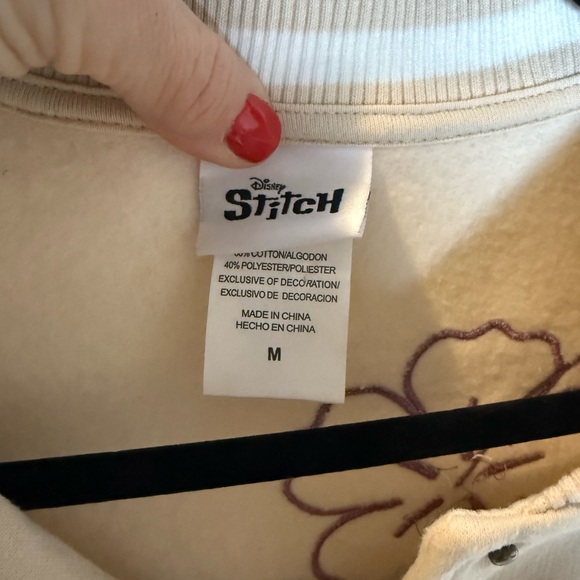 Disney
STITCH
60% COTTON/ALGODON
40% POLYESTER/POLIESTER
EXCLUSIVE OF DECORATION/
EXCLUSIVO DE DECORACION
MADE IN CHINA
HECHO EN CHINA
M